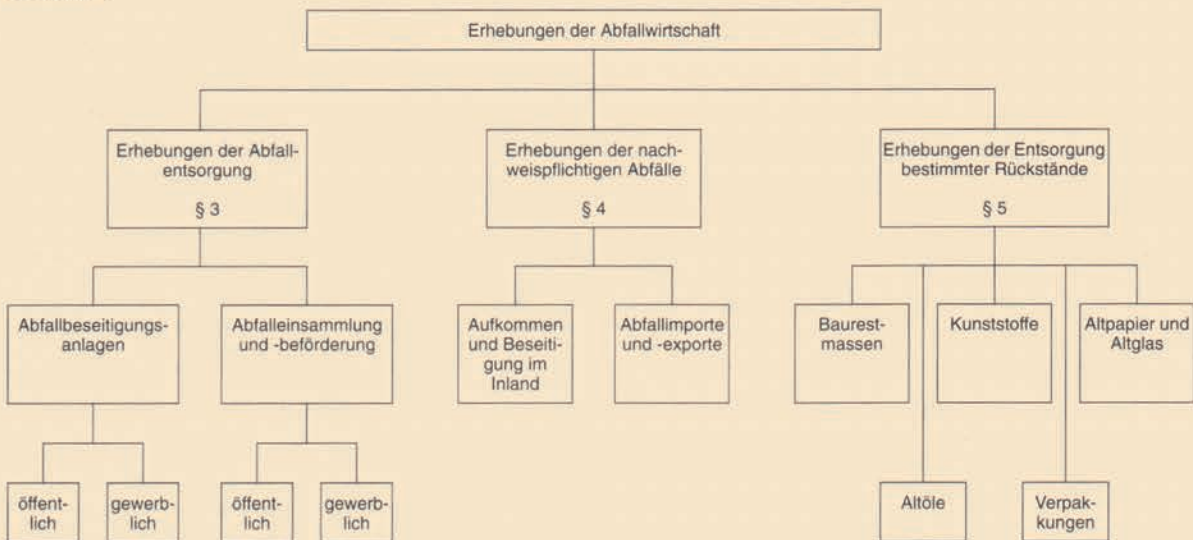 Erhebungen der Abfallwirtschaft
Erhebungen der Abfall-
entsorgung
§ 3
Erhebungen der nach-
weispflichtigen Abfälle
§ 4
Erhebungen der Entsorgung
bestimmter Rückstände
§ 5
Abfallbeseitigungs-
anlagen
Abfalleinsammlung
und -beförderung
Aufkommen
und Beseiti-
gung im
Inland
Abfallimporte
und -exporte
Baurest-
massen
Kunststoffe
Altpapier und
Altglas
öffent-
lich
gewerb-
lich
öffent-
lich
gewerb-
lich
Altöle
Verpak-
kungen